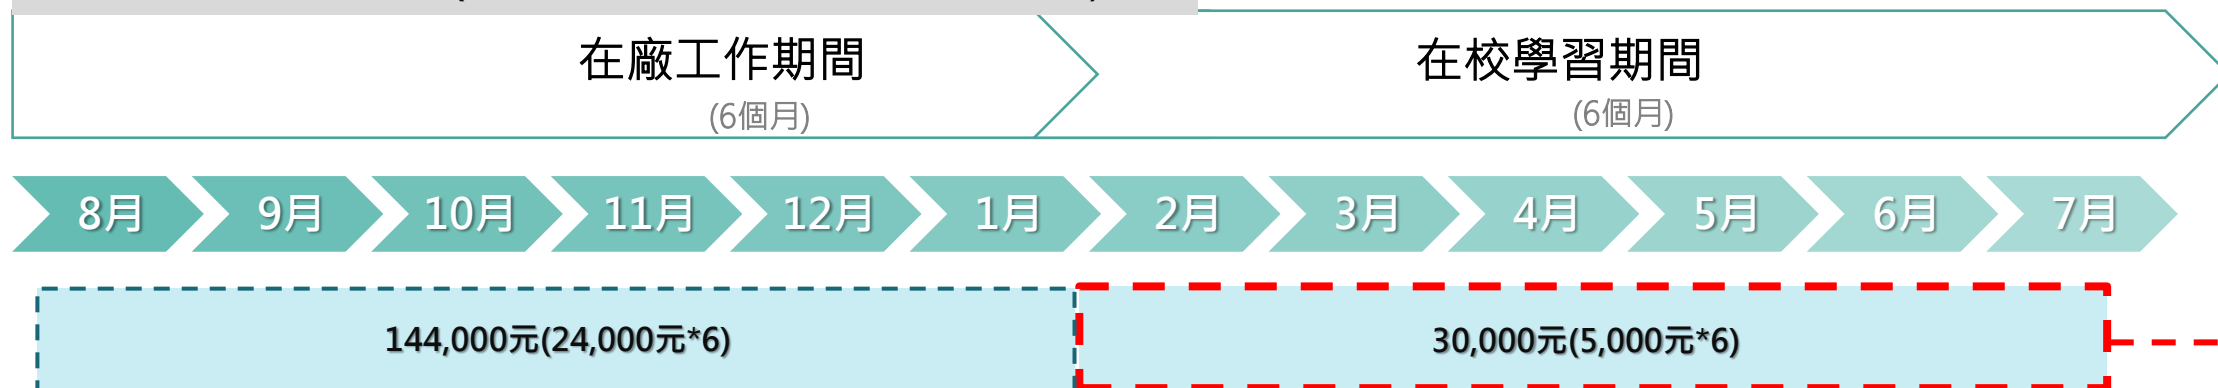 在廠工作期間
(6個月)
在校學習期間
(6個月)
8月 9月 10月 11月 12月 1月 2月 3月 4月 5月 6月 7月
144,000元(24,000元*6)
30,000元(5,000元*6)